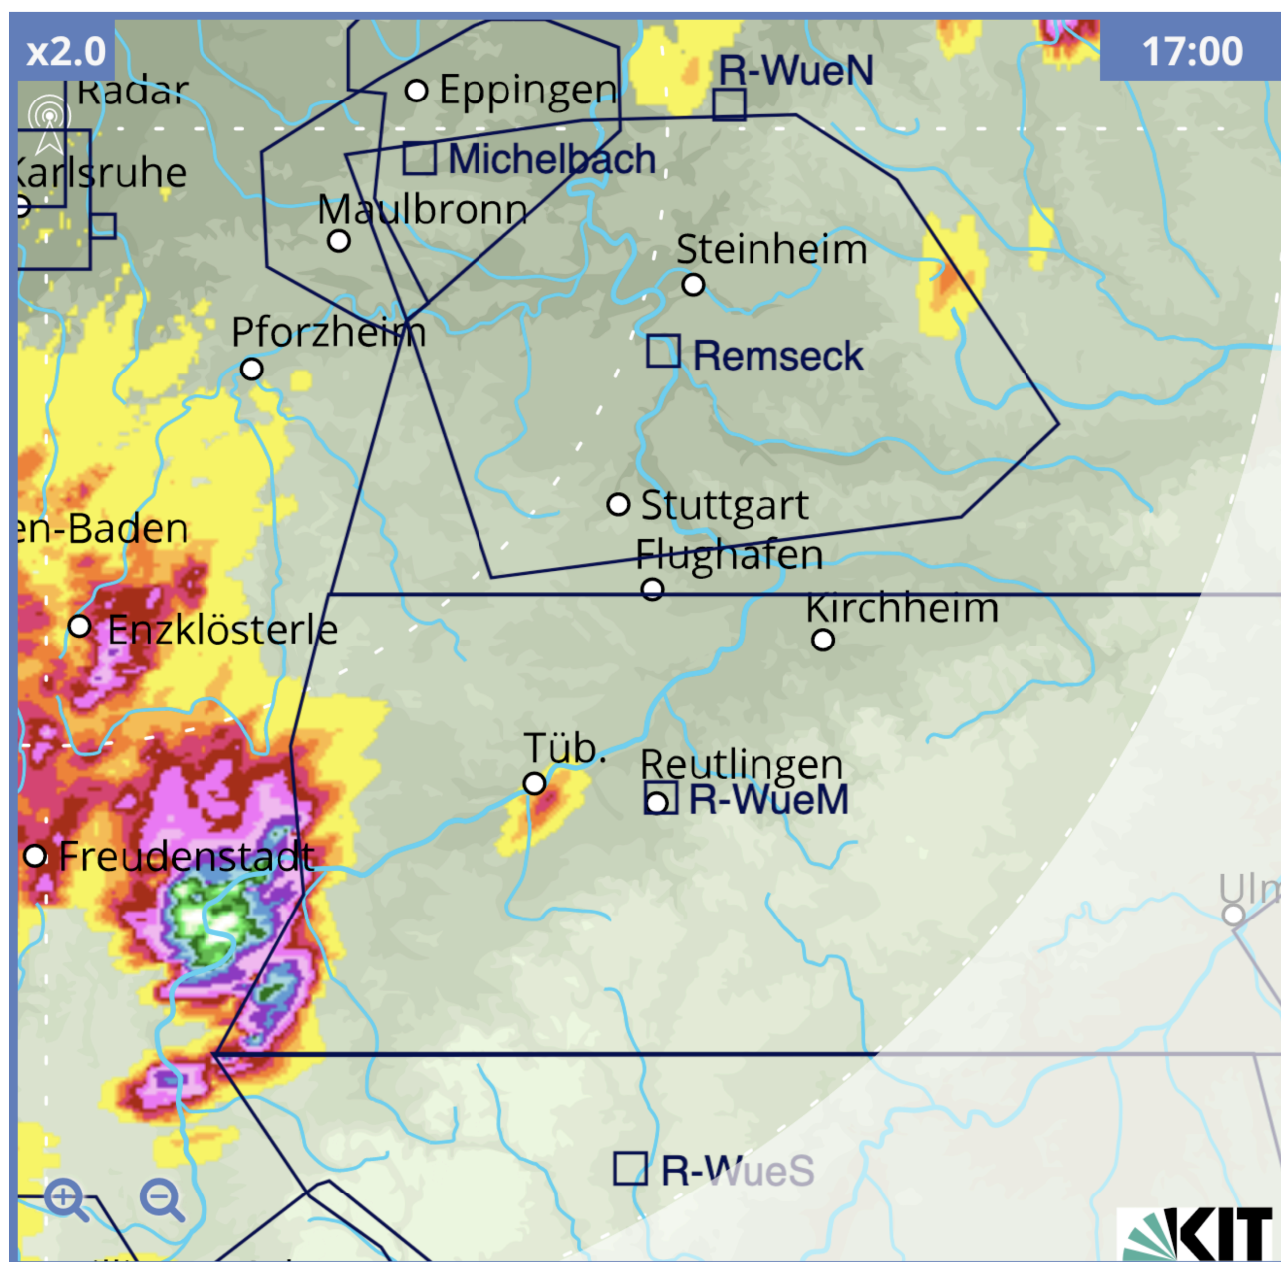 x2.0
17:00
Radar
Eppingen
R-WueN
Karlsruhe
Michelbach
Maulbronn
Steinheim
Pforzheim
Remseck
Stuttgart
en-Baden
Flughafen
Kirchheim
Enzklösterle
Tüb.
Reutlingen
R-WueM
Freudenstadt
Ulm
R-WueS
KIT